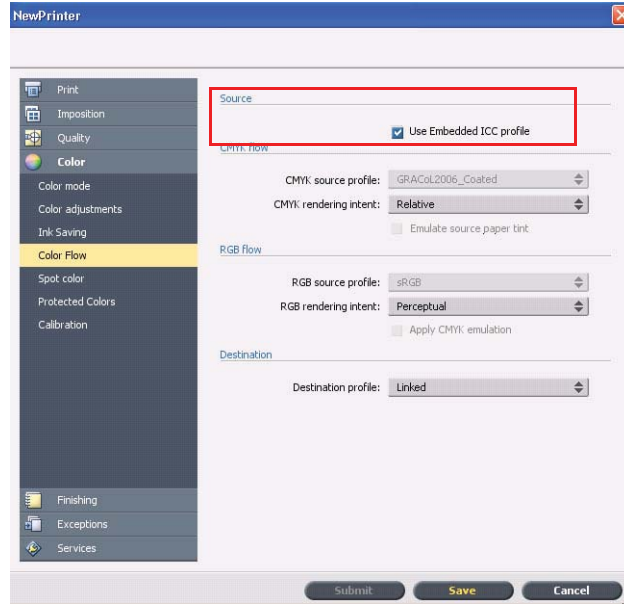 NewPrinter
Print
Imposition
Quality
Color
Color mode
Color adjustments
Ink Saving
Color Flow
Spot color
Protected Colors
Calibration
Finishing
Exceptions
Services
Source
Use Embedded ICC profile
CMYK flow
CMYK source profile: GRACoL2006_Coated
CMYK rendering intent: Relative
Emulate source paper tint
RGB flow
RGB source profile: sRGB
RGB rendering intent: Perceptual
Apply CMYK emulation
Destination
Destination profile: Linked
Submit Save Cancel